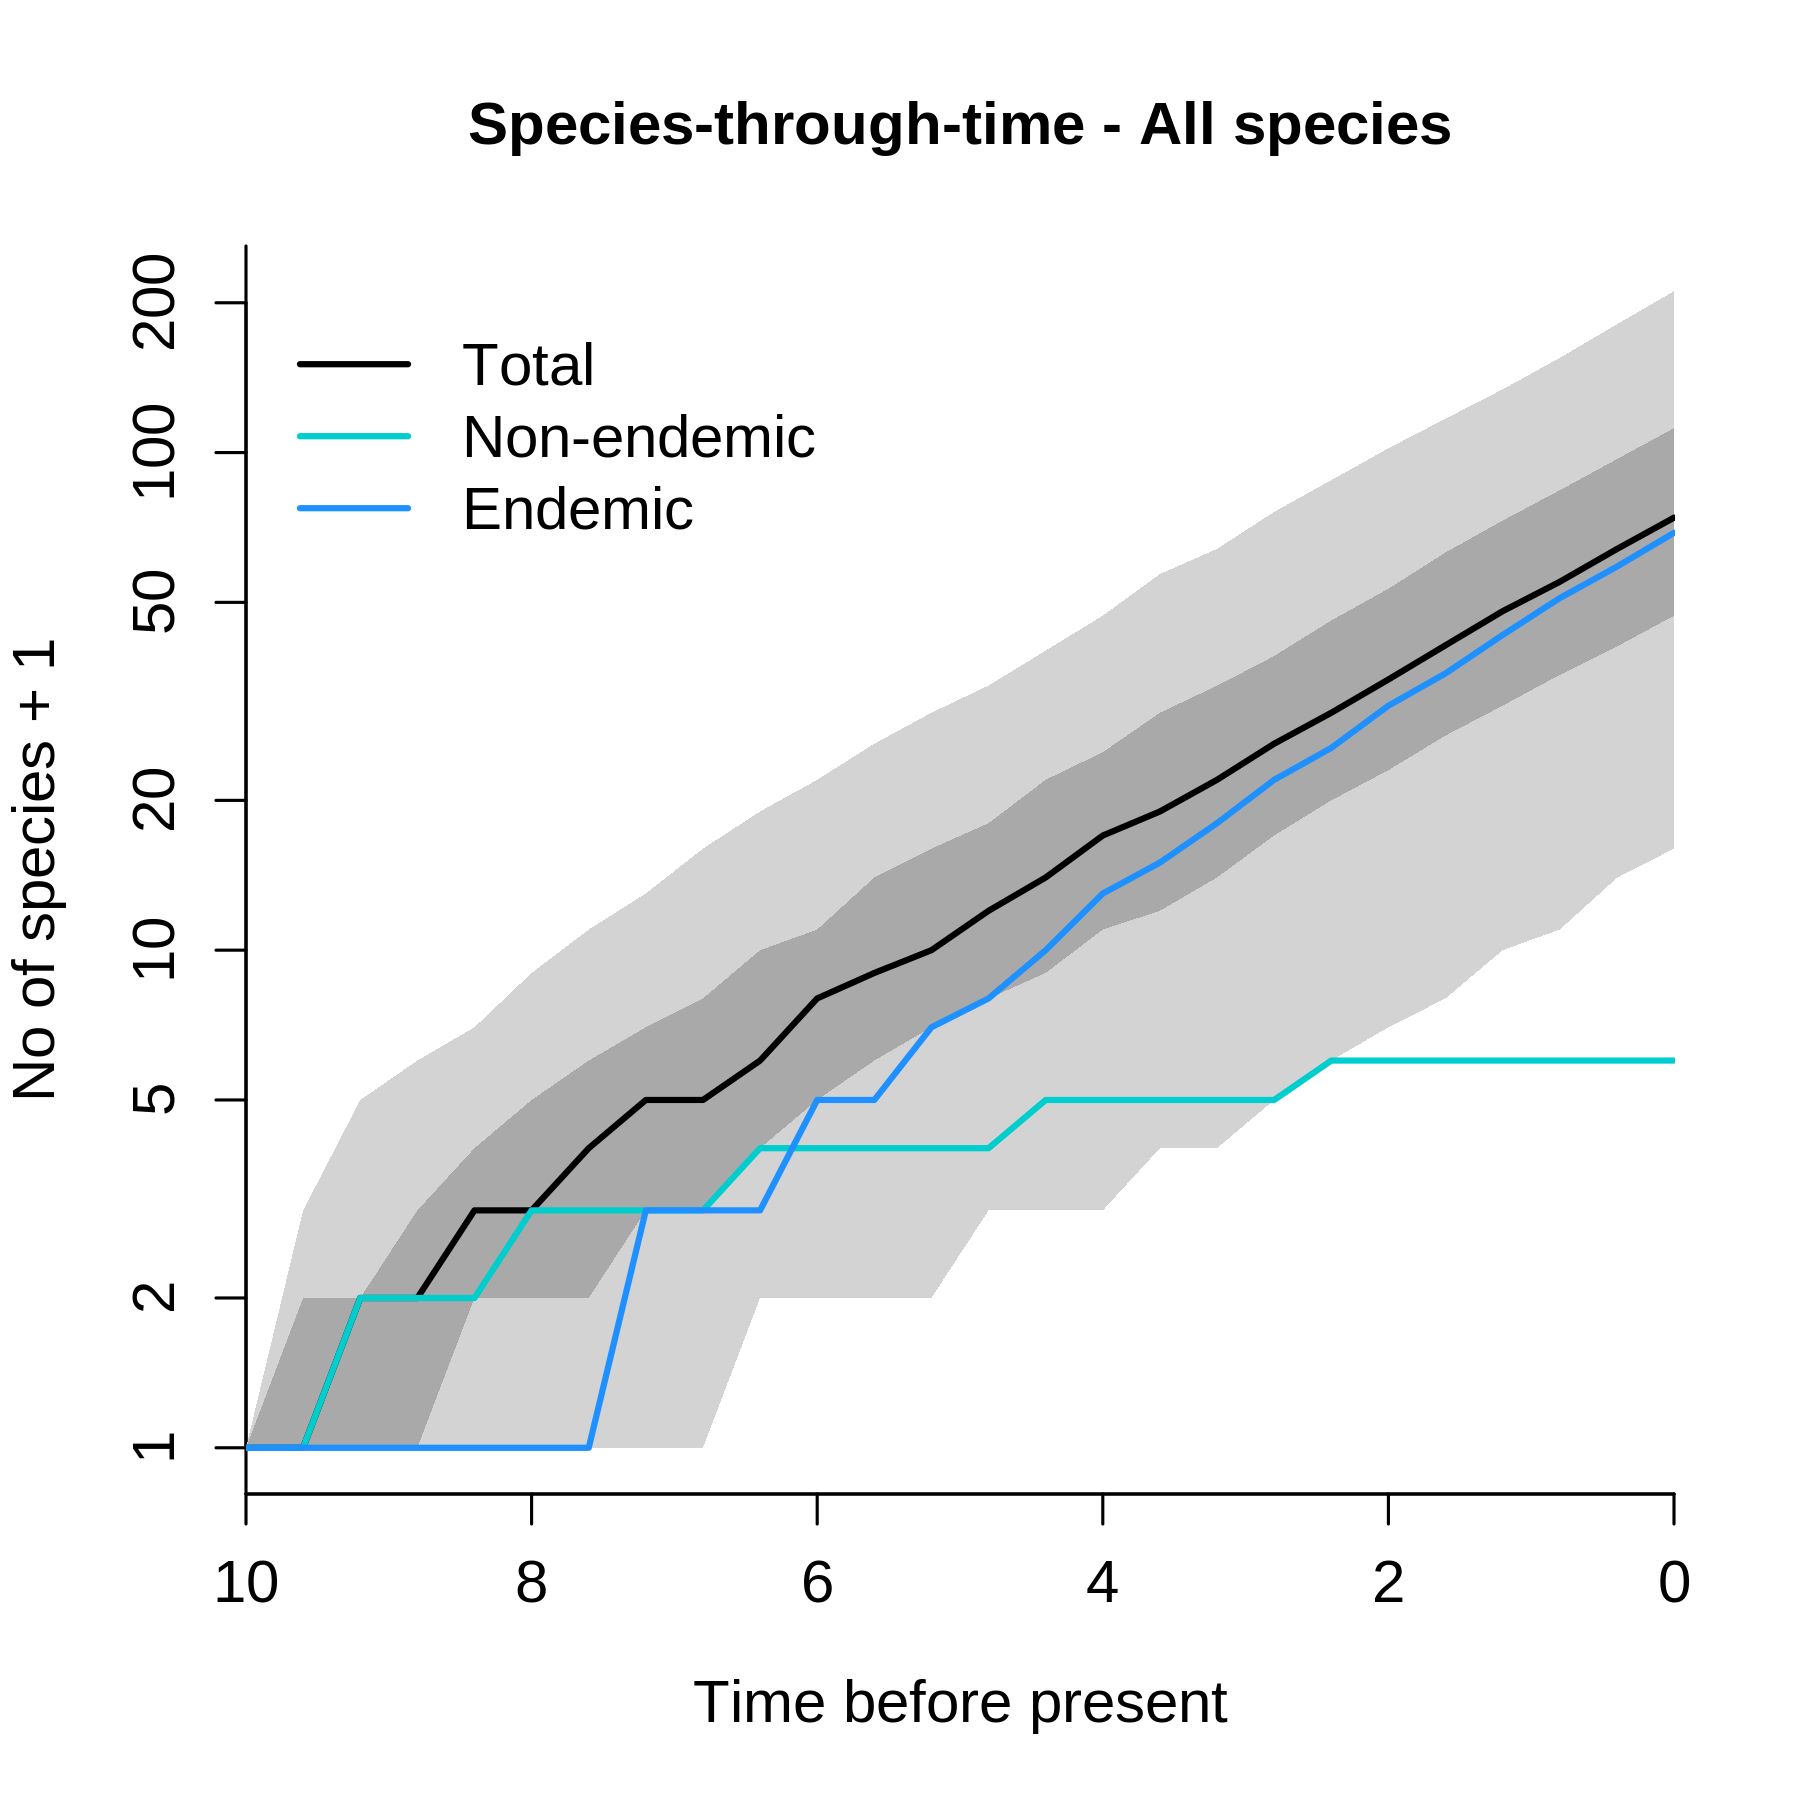 Species-through-time - All species
Total
Non-endemic
Endemic
No of species + 1
200
100
50
20
10
5
2
1
10 8 6 4 2 0
Time before present